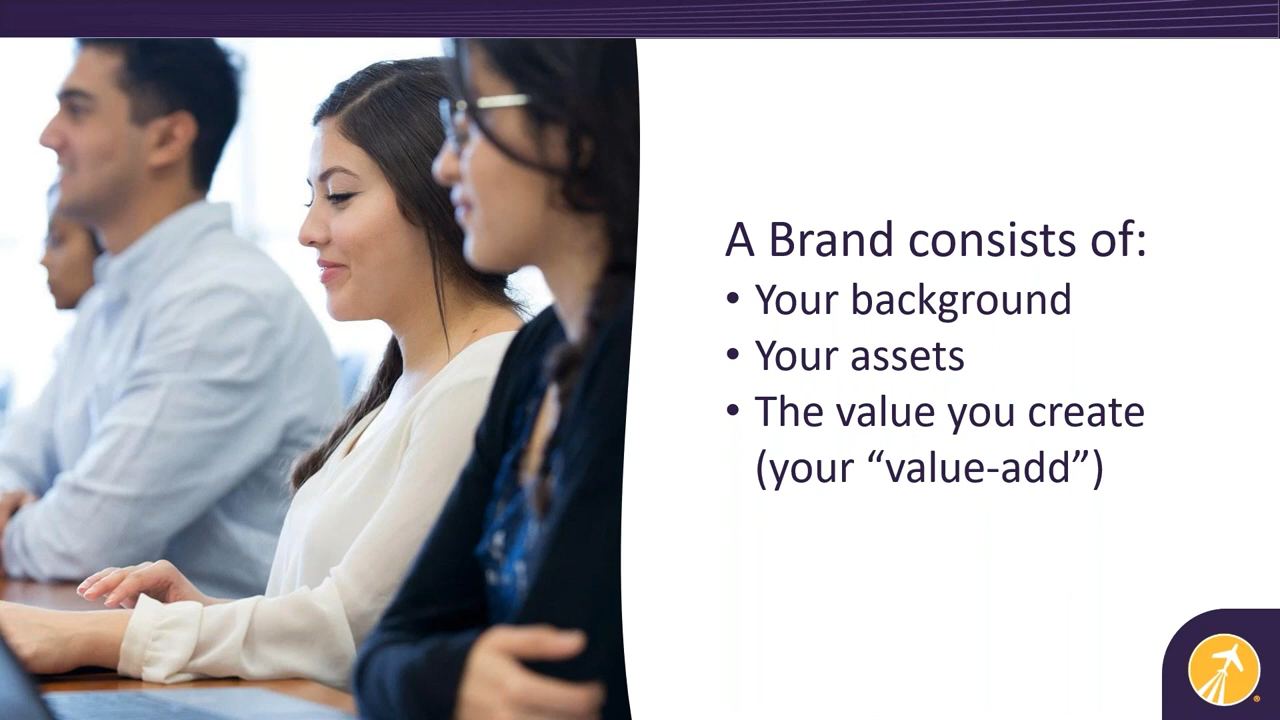 A Brand consists of:
• Your background
• Your assets
• The value you create
(your “value-add”)